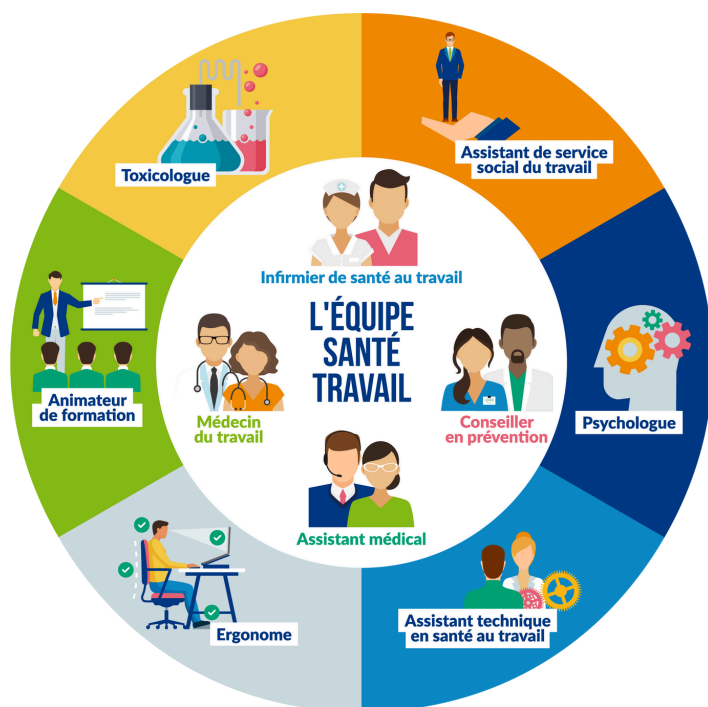 Toxicologue
Assistant de service
social du travail
Infirmier de santé au travail
L'ÉQUIPE
SANTÉ
TRAVAIL
Animateur
de formation
Médecin
du travail
Conseiller
en prévention
Psychologue
Assistant médical
Ergonome
Assistant technique
en santé au travail